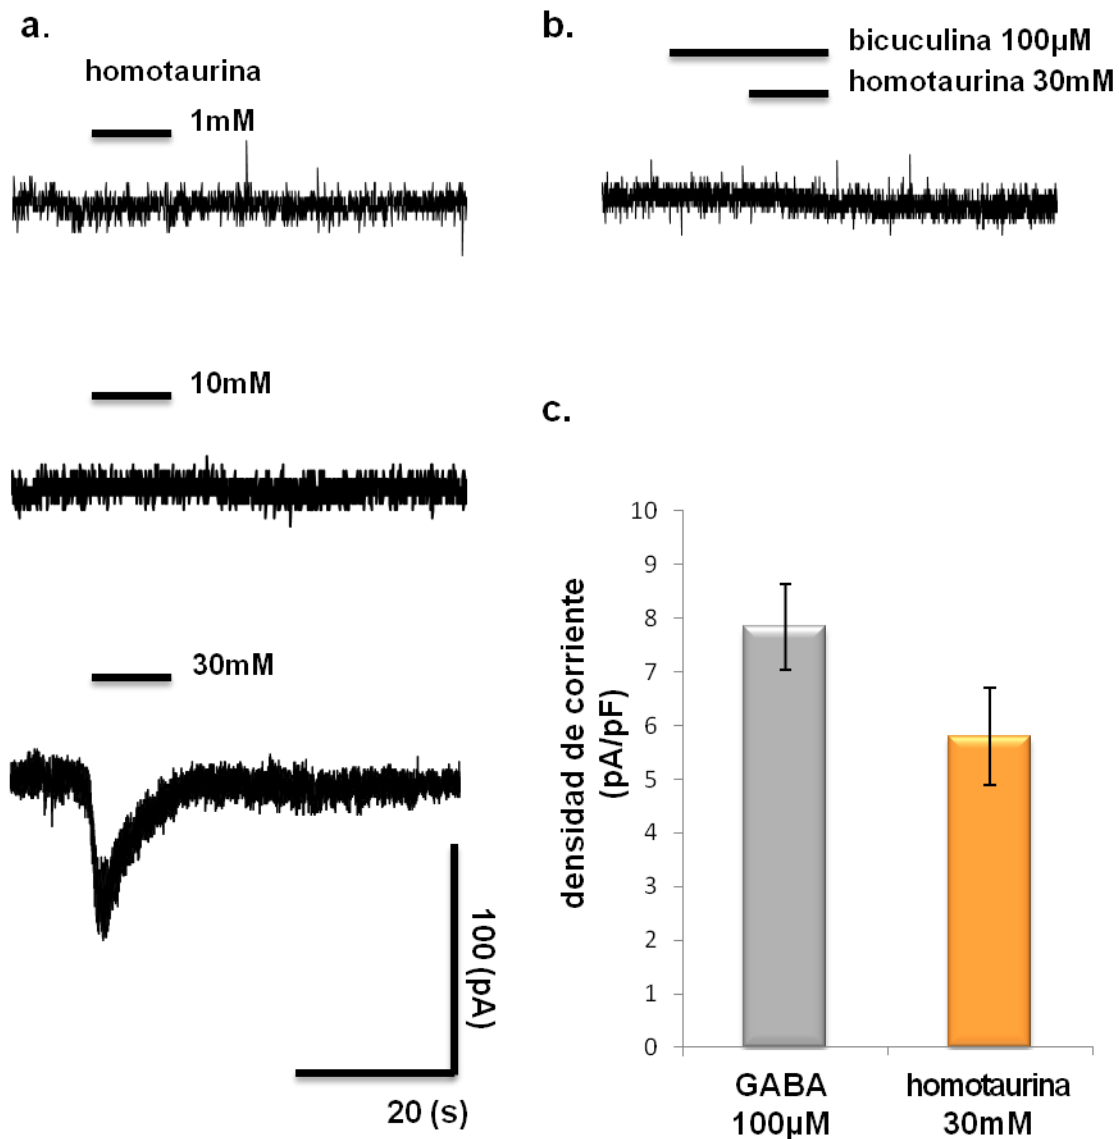 a.
homotaurina
1mM
10mM
30mM
100 (pA)
20 (s)
b.
bicuculina 100µM
homotaurina 30mM
c.
densidad de corriente
(pA/pF)
10
9
8
7
6
5
4
3
2
1
0
GABA
100µM
homotaurina
30mM